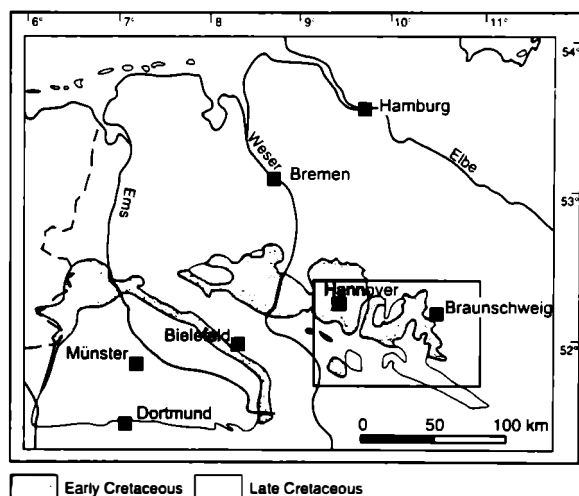 6° 7° 8° 9° 10° 11°
54°
Hamburg
Weser
Elbe
Bremen
Ems
53°
Hannover
Braunschweig
Bielefeld
52°
Münster
Dortmund
0 50 100 km
Early Cretaceous Late Cretaceous